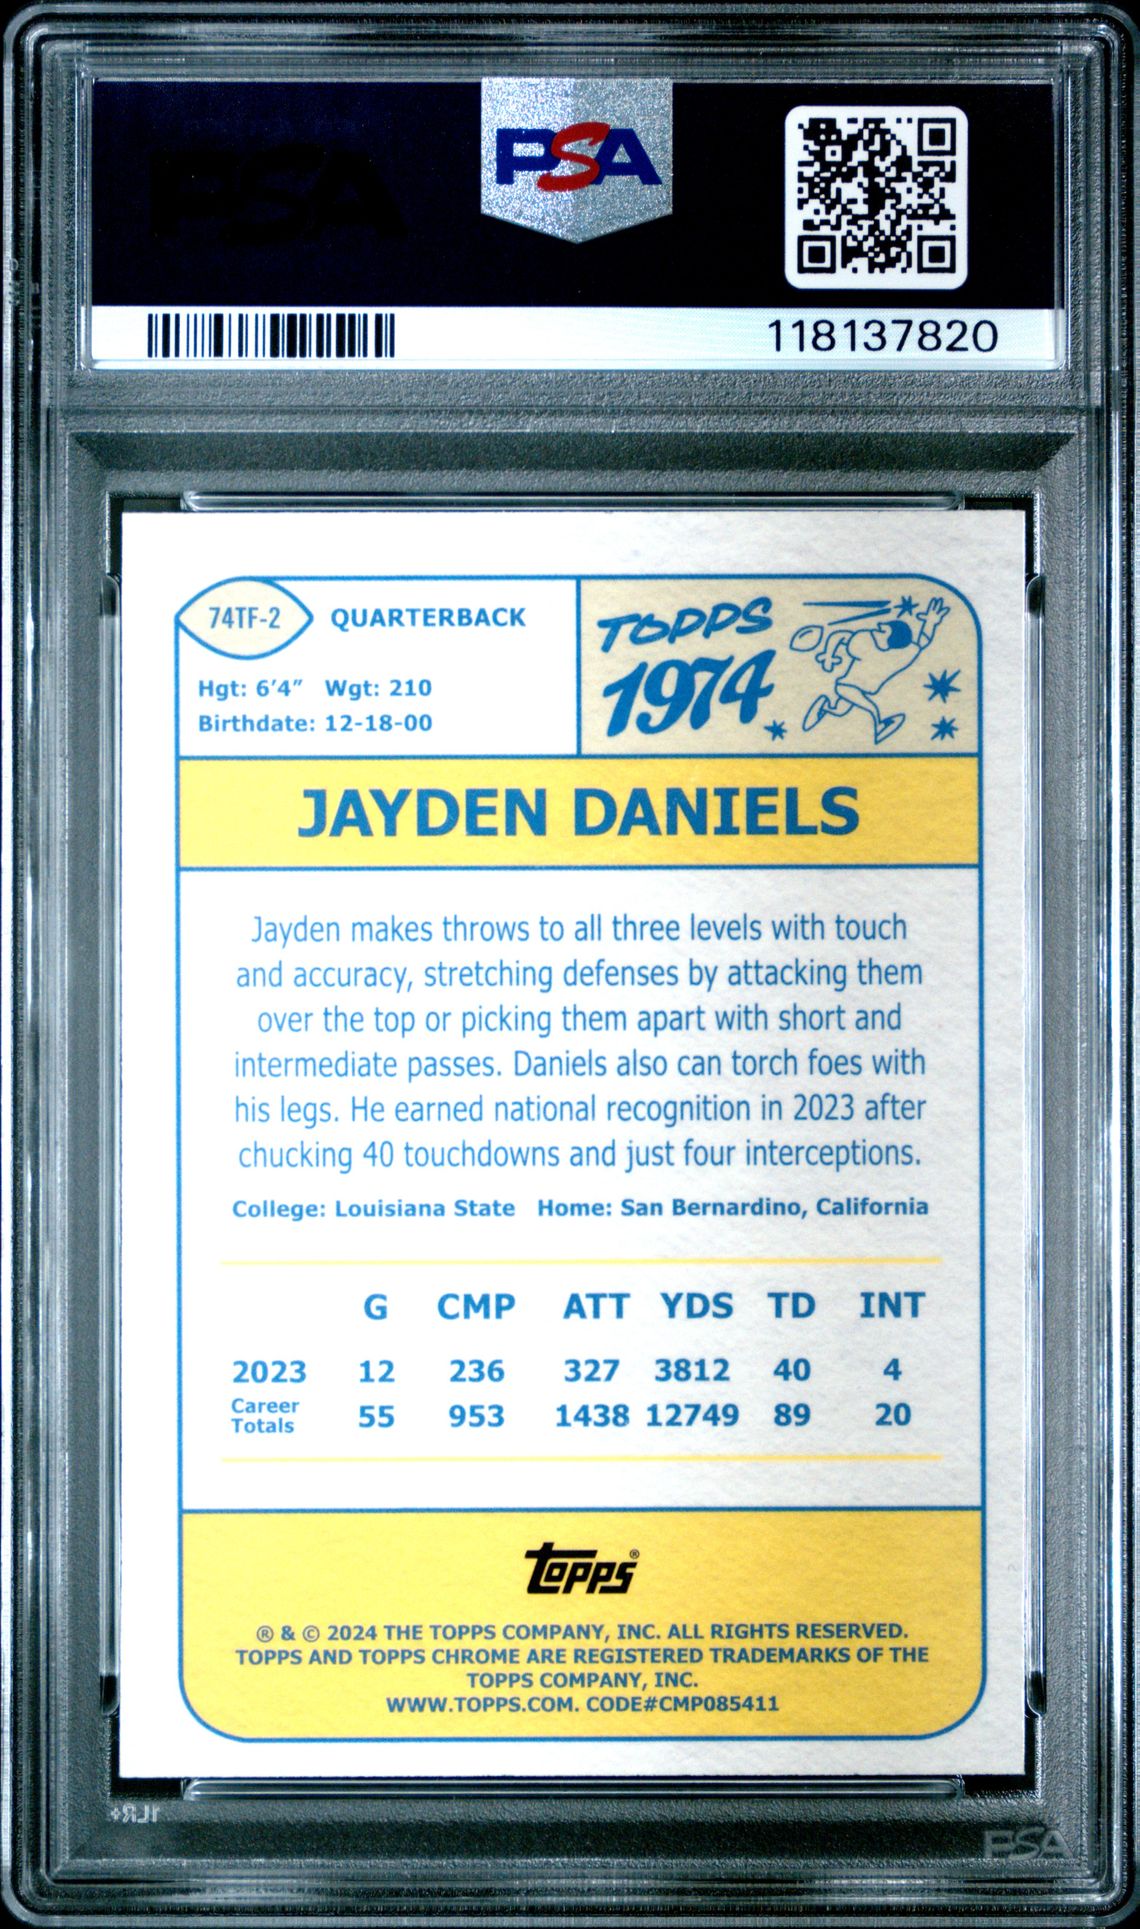 PSA
118137820
74TF-2 QUARTERBACK
Hgt: 6'4" Wgt: 210
Birthdate: 12-18-00
TOPPS
1974
JAYDEN DANIELS
Jayden makes throws to all three levels with touch
and accuracy, stretching defenses by attacking them
over the top or picking them apart with short and
intermediate passes. Daniels also can torch foes with
his legs. He earned national recognition in 2023 after
chucking 40 touchdowns and just four interceptions.
College: Louisiana State Home: San Bernardino, California
G CMP ATT YDS TD INT
2023 12 236 327 3812 40 4
Career Totals 55 953 1438 12749 89 20
topps®
® & © 2024 THE TOPPS COMPANY, INC. ALL RIGHTS RESERVED.
TOPPS AND TOPPS CHROME ARE REGISTERED TRADEMARKS OF THE
TOPPS COMPANY, INC.
WWW.TOPPS.COM. CODE#CMP085411
1LR+
PSA